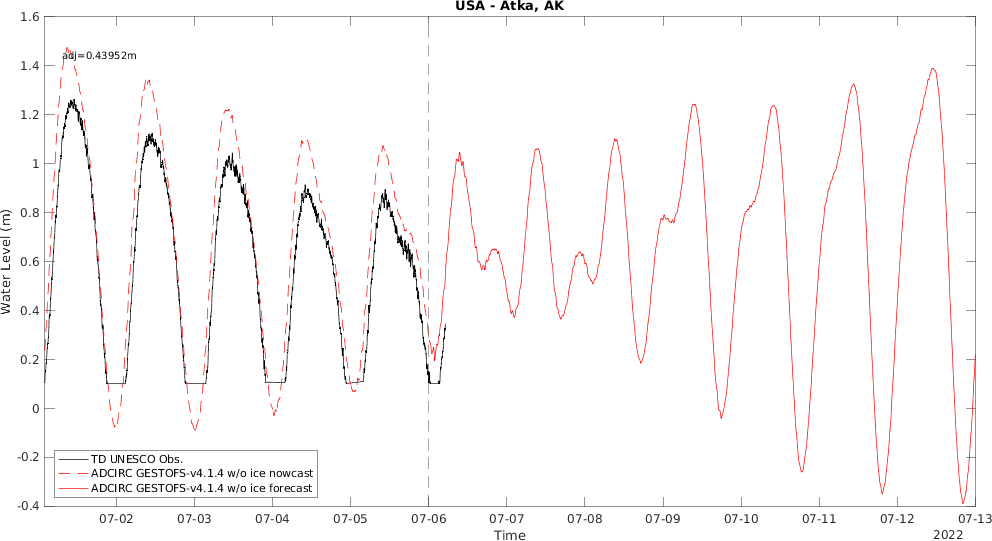 USA - Atka, AK
1.6
1.4
1.2
1
0.8
0.6
0.4
0.2
0
-0.2
-0.4
Water Level (m)
adj=0.43952m
TD UNESCO Obs.
ADCIRC GESTOFS-v4.1.4 w/o ice nowcast
ADCIRC GESTOFS-v4.1.4 w/o ice forecast
07-02 07-03 07-04 07-05 07-06 07-07 07-08 07-09 07-10 07-11 07-12 07-13
Time
2022